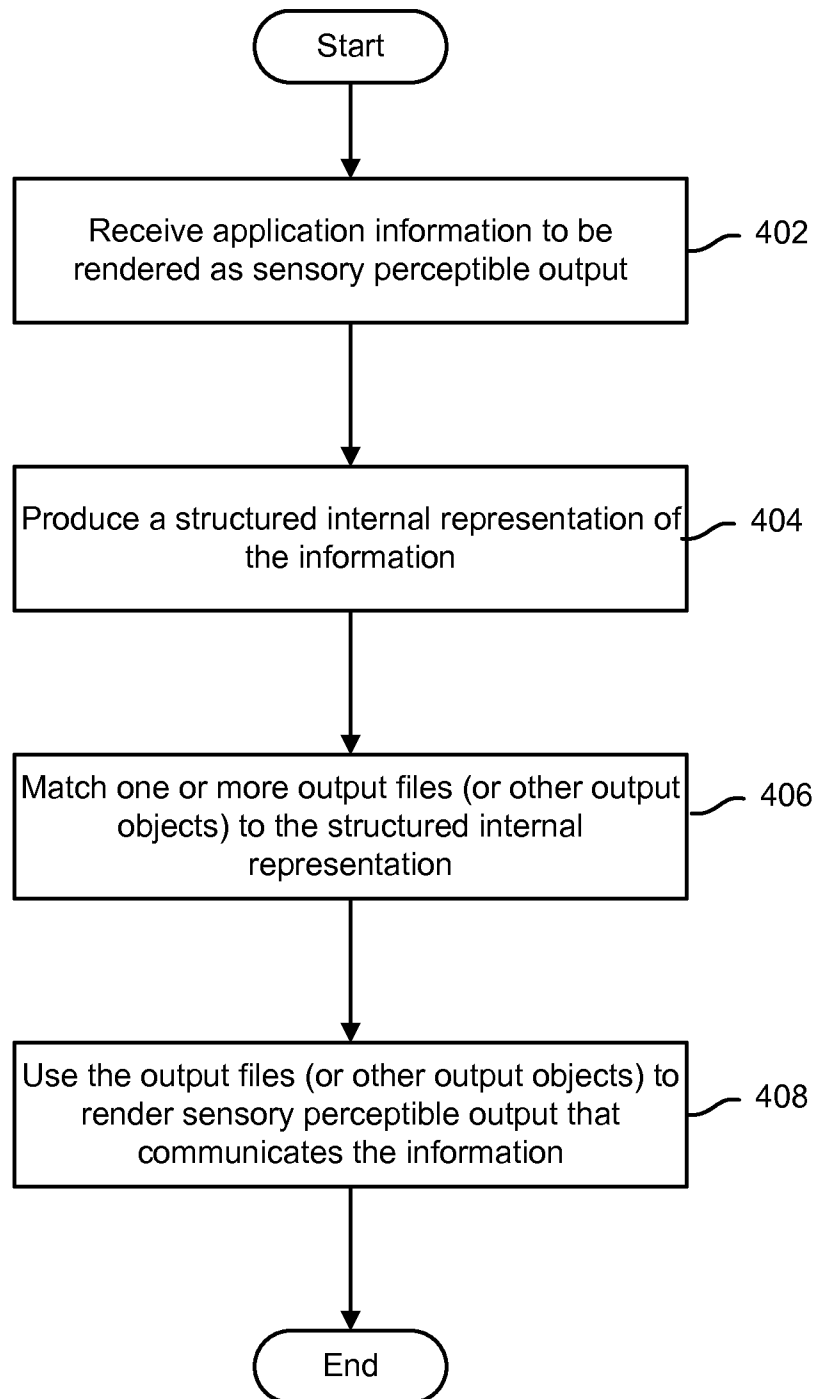 Start
Receive application information to be
rendered as sensory perceptible output
402
Produce a structured internal representation of
the information
404
Match one or more output files (or other output
objects) to the structured internal
representation
406
Use the output files (or other output objects) to
render sensory perceptible output that
communicates the information
408
End